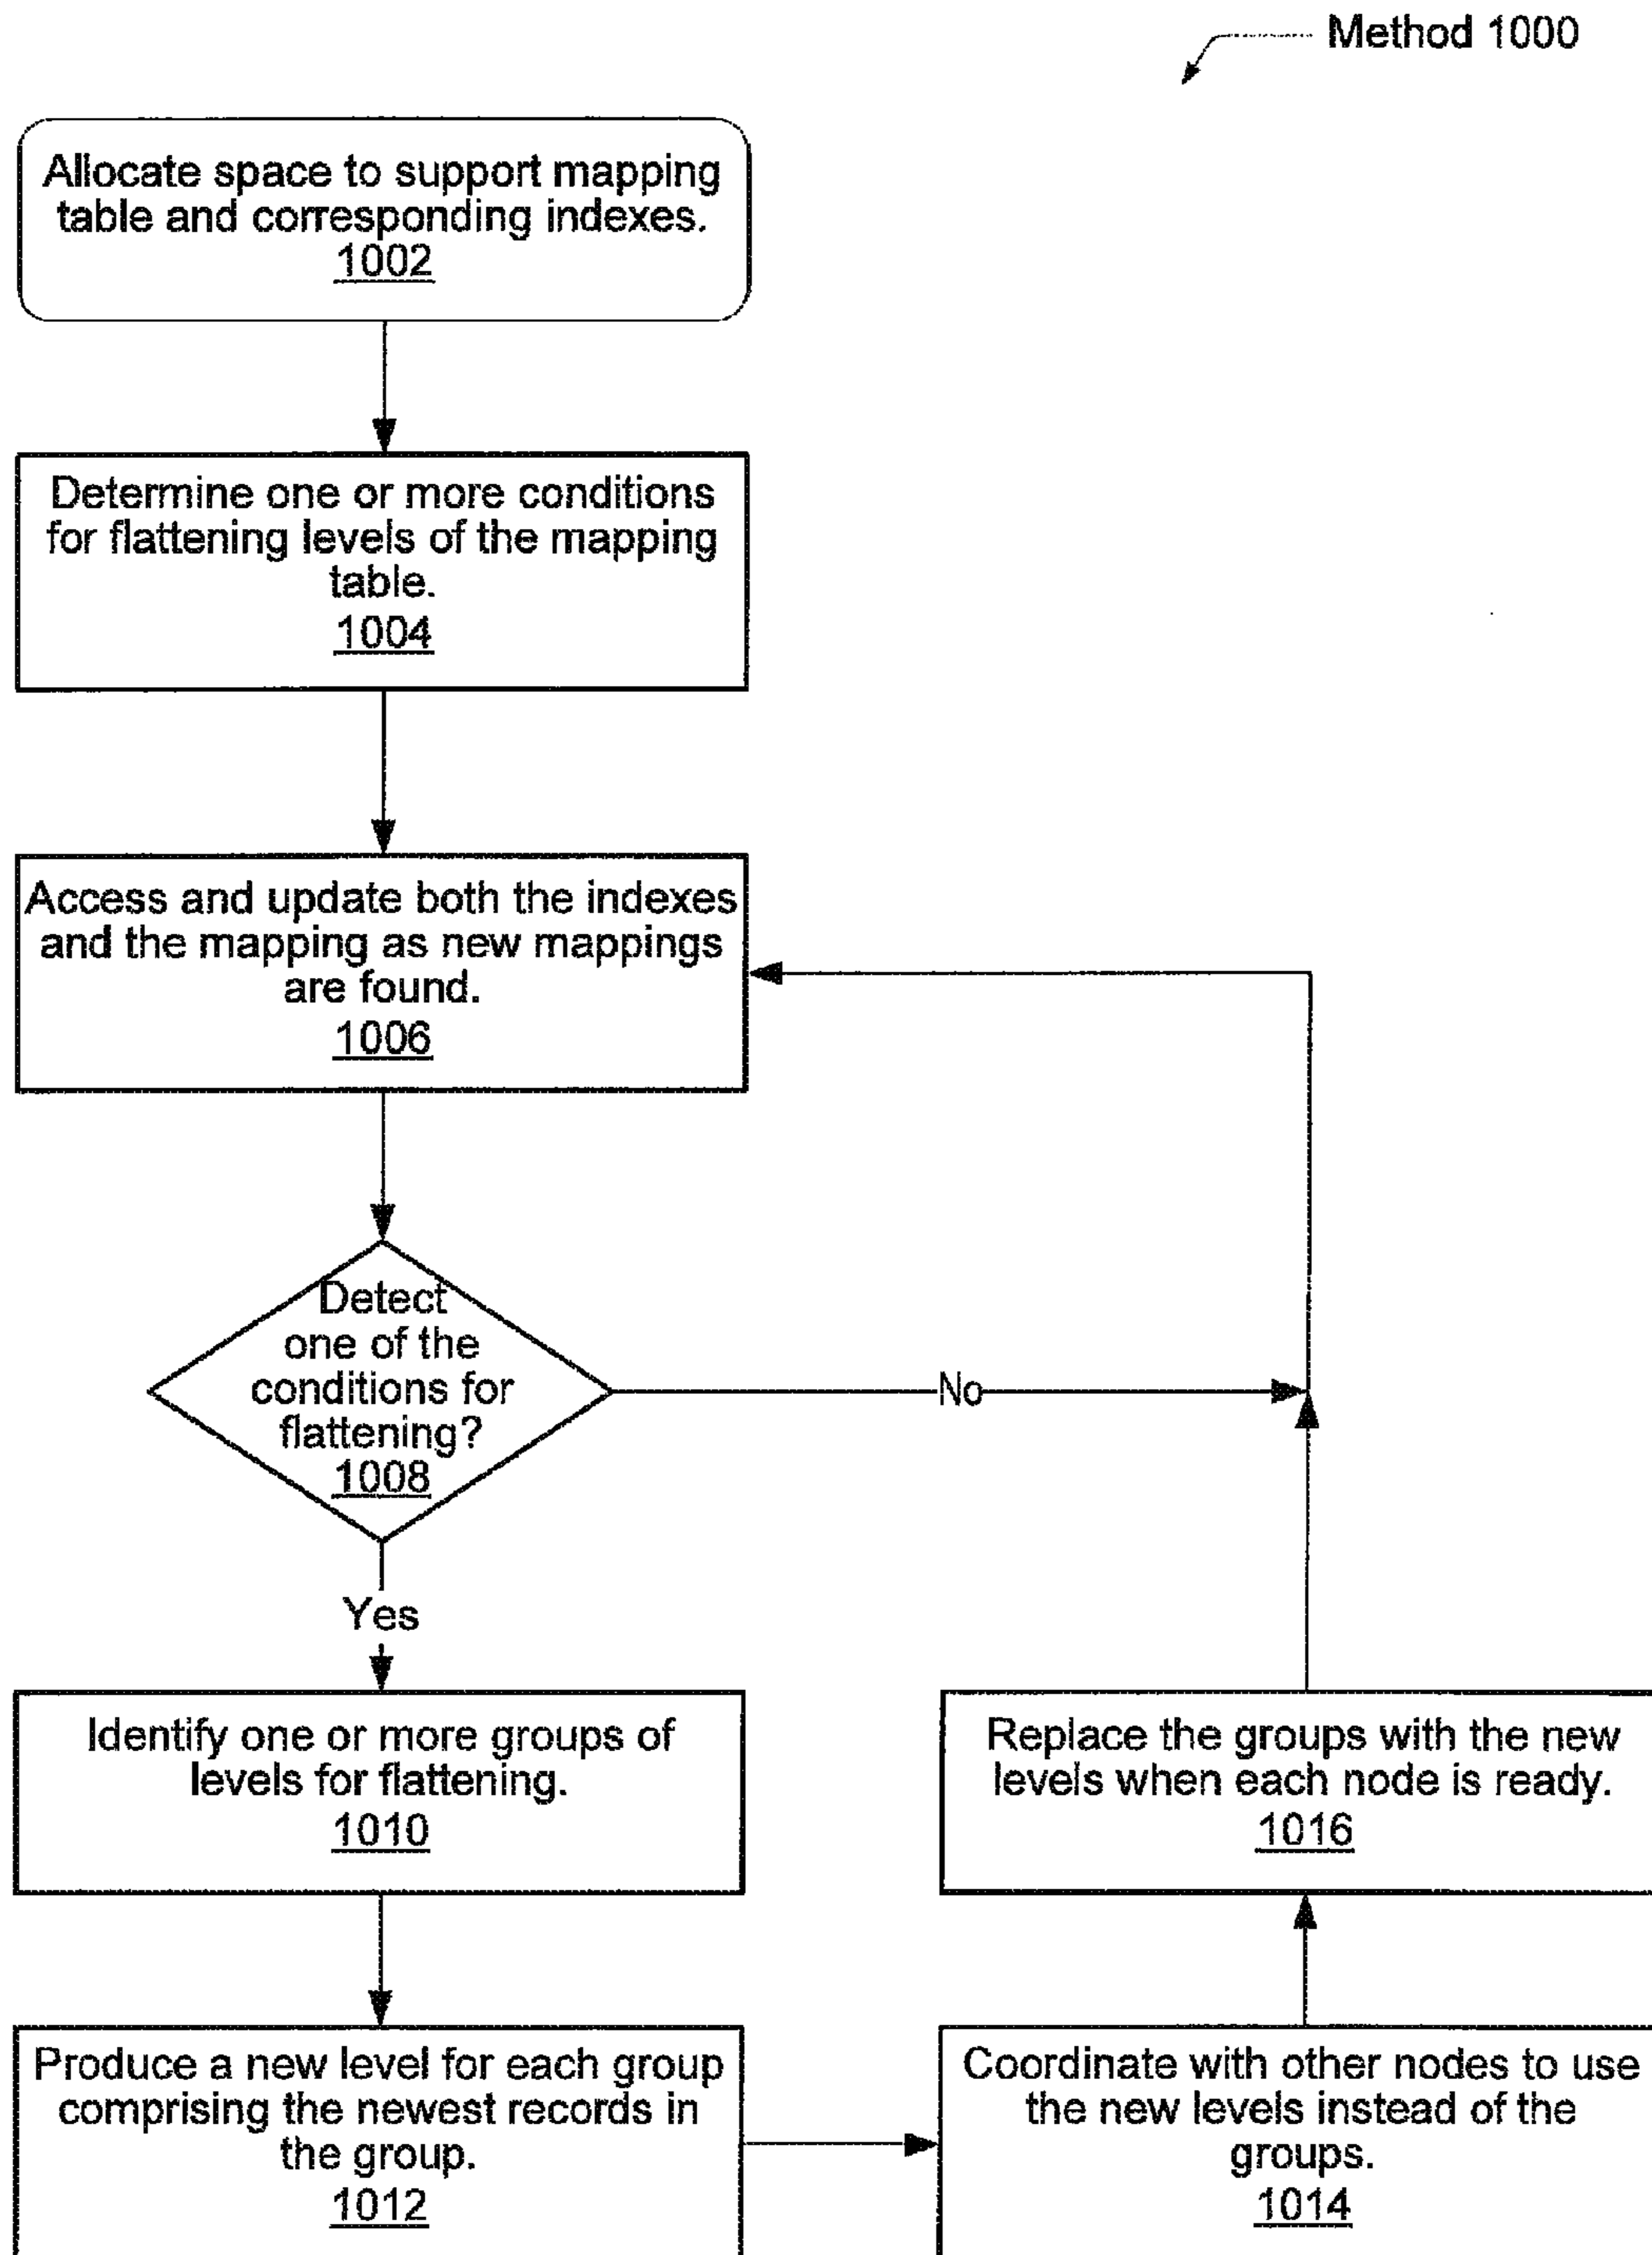 Method 1000
Allocate space to support mapping
table and corresponding indexes.
1002
Determine one or more conditions
for flattening levels of the mapping
table.
1004
Access and update both the indexes
and the mapping as new mappings
are found.
1006
Detect
one of the
conditions for
flattening?
1008
No
Yes
Identify one or more groups of
levels for flattening.
1010
Produce a new level for each group
comprising the newest records in
the group.
1012
Coordinate with other nodes to use
the new levels instead of the
groups.
1014
Replace the groups with the new
levels when each node is ready.
1016